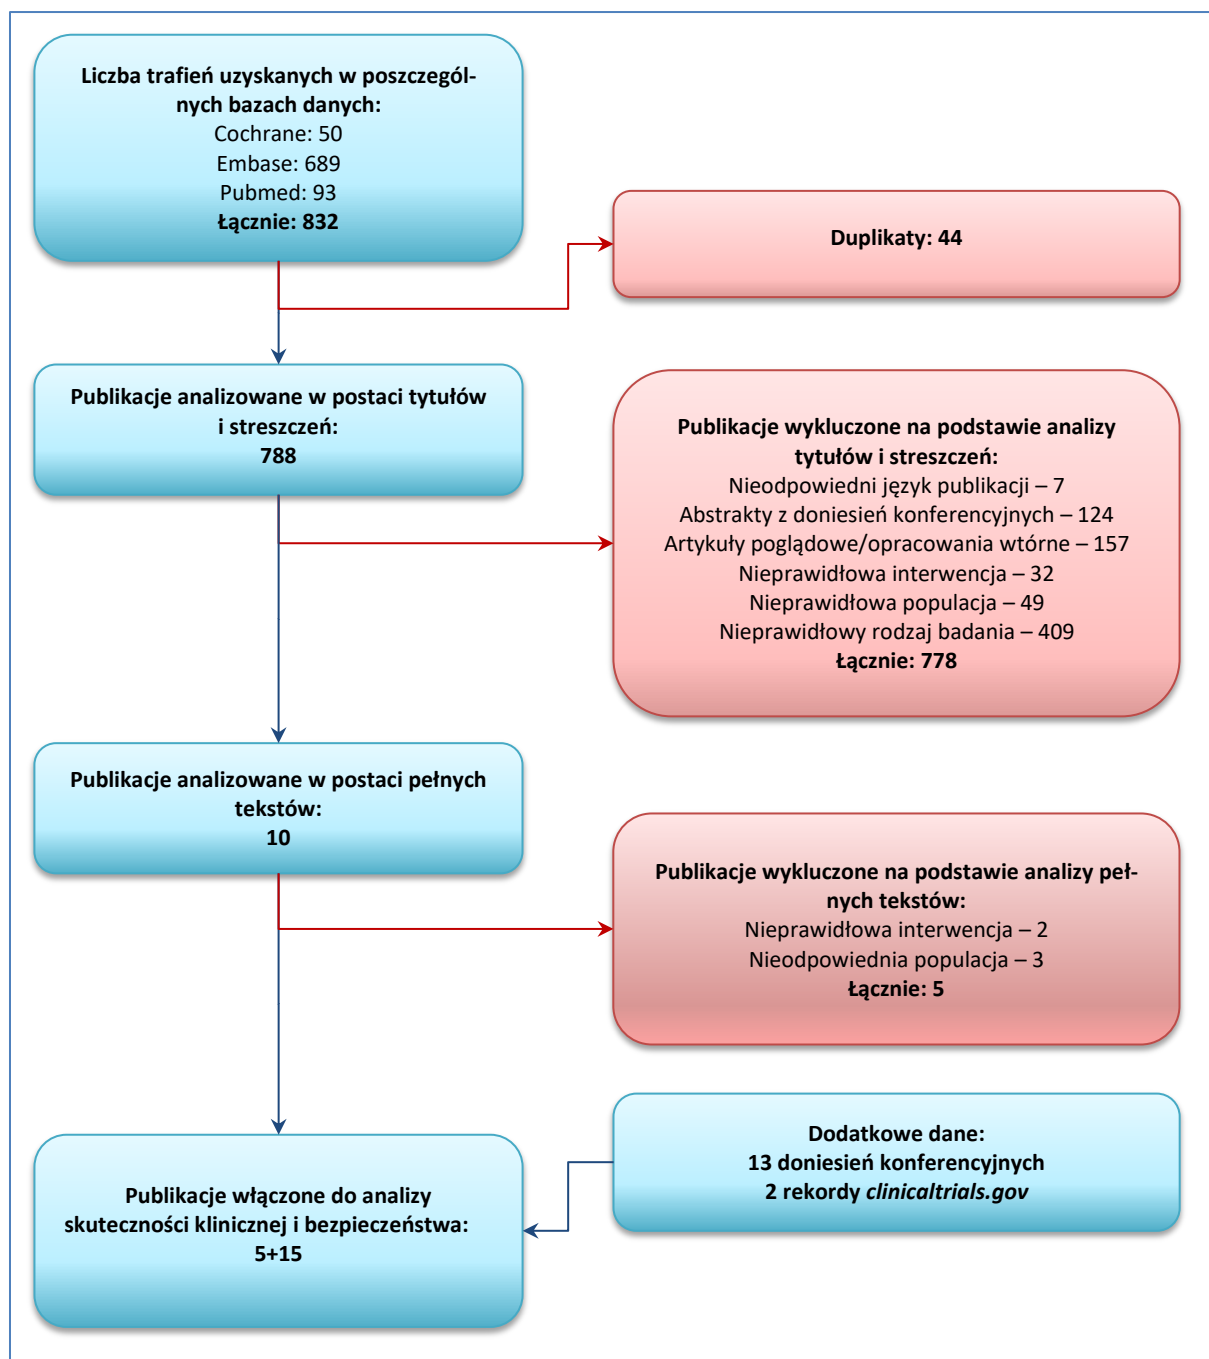 Liczba trafień uzyskanych w poszczegól-
nych bazach danych:
Cochrane: 50
Embase: 689
Pubmed: 93
Łącznie: 832
Duplikaty: 44
Publikacje analizowane w postaci tytułów
i streszczeń:
788
Publikacje wykluczone na podstawie analizy
tytułów i streszczeń:
Nieodpowiedni język publikacji – 7
Abstrakty z doniesień konferencyjnych – 124
Artykuły poglądowe/opracowania wtórne – 157
Nieprawidłowa interwencja – 32
Nieprawidłowa populacja – 49
Nieprawidłowy rodzaj badania – 409
Łącznie: 778
Publikacje analizowane w postaci pełnych
tekstów:
10
Publikacje wykluczone na podstawie analizy peł-
nych tekstów:
Nieprawidłowa interwencja – 2
Nieodpowiednia populacja – 3
Łącznie: 5
Dodatkowe dane:
13 doniesień konferencyjnych
2 rekordy clinicaltrials.gov
Publikacje włączone do analizy
skuteczności klinicznej i bezpieczeństwa:
5+15